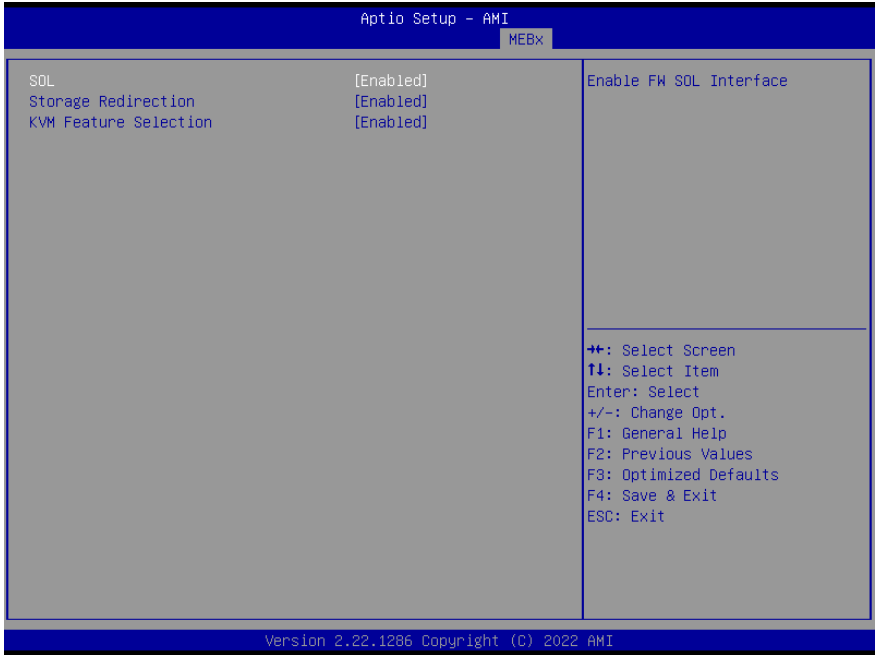 Aptio Setup – AMI
MEBx
SOL [Enabled]
Storage Redirection [Enabled]
KVM Feature Selection [Enabled]
Enable FW SOL Interface
→←: Select Screen
↑↓: Select Item
Enter: Select
+/-: Change Opt.
F1: General Help
F2: Previous Values
F3: Optimized Defaults
F4: Save & Exit
ESC: Exit
Version 2.22.1286 Copyright (C) 2022 AMI